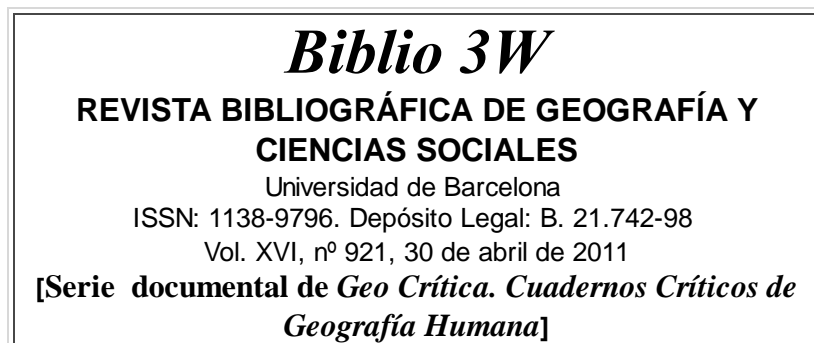 Biblio 3W
REVISTA BIBLIOGRÁFICA DE GEOGRAFÍA Y
CIENCIAS SOCIALES
Universidad de Barcelona
ISSN: 1138-9796. Depósito Legal: B. 21.742-98
Vol. XVI, nº 921, 30 de abril de 2011
[Serie documental de Geo Crítica. Cuadernos Críticos de
Geografía Humana]